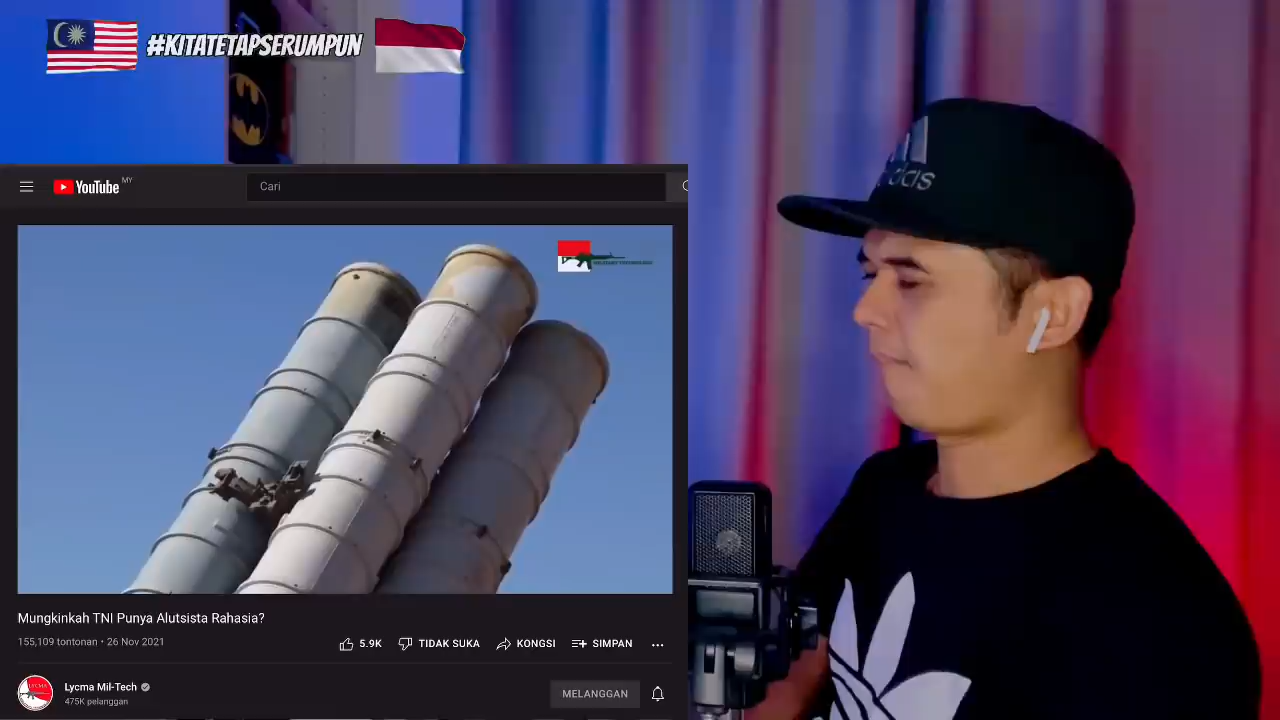 #KITATETAPSERUMPUN
YouTube MY
Cari
Mungkinkah TNI Punya Alutsista Rahasia?
155,109 tontonan • 26 Nov 2021
5.9K
TIDAK SUKA
KONGSI
SIMPAN
LYCMA
Lycma Mil-Tech
475K pelanggan
MELANGGAN